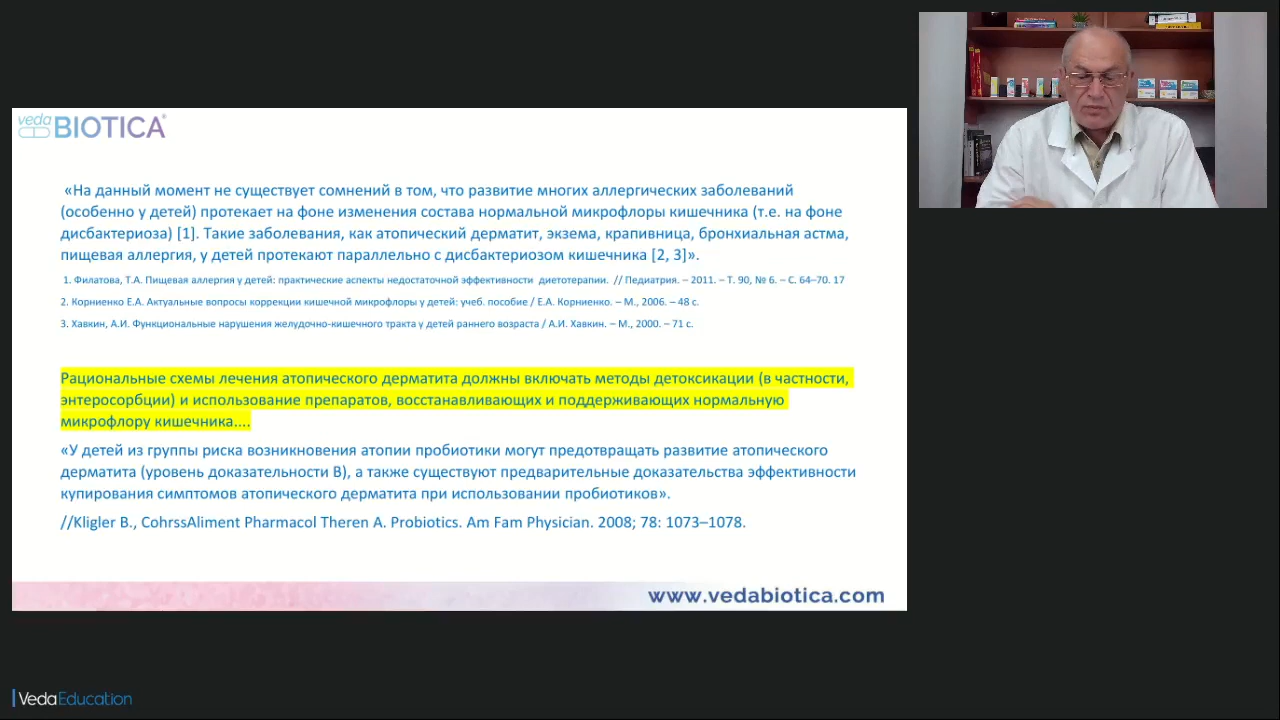 veda
BIOTICA®
«На данный момент не существует сомнений в том, что развитие многих аллергических заболеваний
(особенно у детей) протекает на фоне изменения состава нормальной микрофлоры кишечника (т.е. на фоне
дисбактериоза) [1]. Такие заболевания, как атопический дерматит, экзема, крапивница, бронхиальная астма,
пищевая аллергия, у детей протекают параллельно с дисбактериозом кишечника [2, 3]».
1. Филатова, Т.А. Пищевая аллергия у детей: практические аспекты недостаточной эффективности диетотерапии. // Педиатрия. – 2011. – Т. 90, № 6. – С. 64–70. 17
2. Корниенко Е.А. Актуальные вопросы коррекции кишечной микрофлоры у детей: учеб. пособие / Е.А. Корниенко. – М., 2006. – 48 с.
3. Хавкин, А.И. Функциональные нарушения желудочно-кишечного тракта у детей раннего возраста / А.И. Хавкин. – М., 2000. – 71 с.
Рациональные схемы лечения атопического дерматита должны включать методы детоксикации (в частности,
энтеросорбции) и использование препаратов, восстанавливающих и поддерживающих нормальную
микрофлору кишечника....
«У детей из группы риска возникновения атопии пробиотики могут предотвращать развитие атопического
дерматита (уровень доказательности В), а также существуют предварительные доказательства эффективности
купирования симптомов атопического дерматита при использовании пробиотиков».
//Kligler B., CohrssAliment Pharmacol Theren A. Probiotics. Am Fam Physician. 2008; 78: 1073–1078.
www.vedabiotica.com
VedaEducation